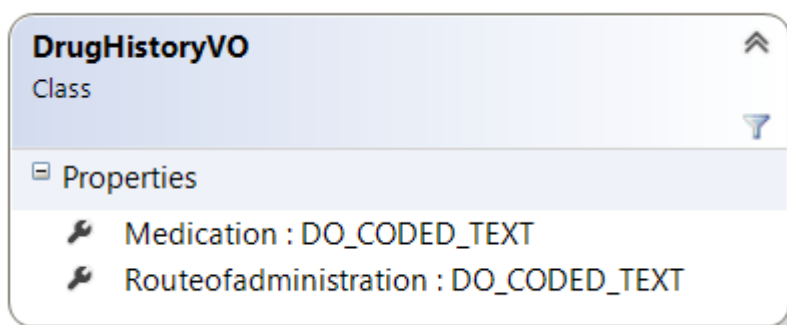 DrugHistoryVO
Class
Properties
Medication : DO_CODED_TEXT
Routeofadministration : DO_CODED_TEXT